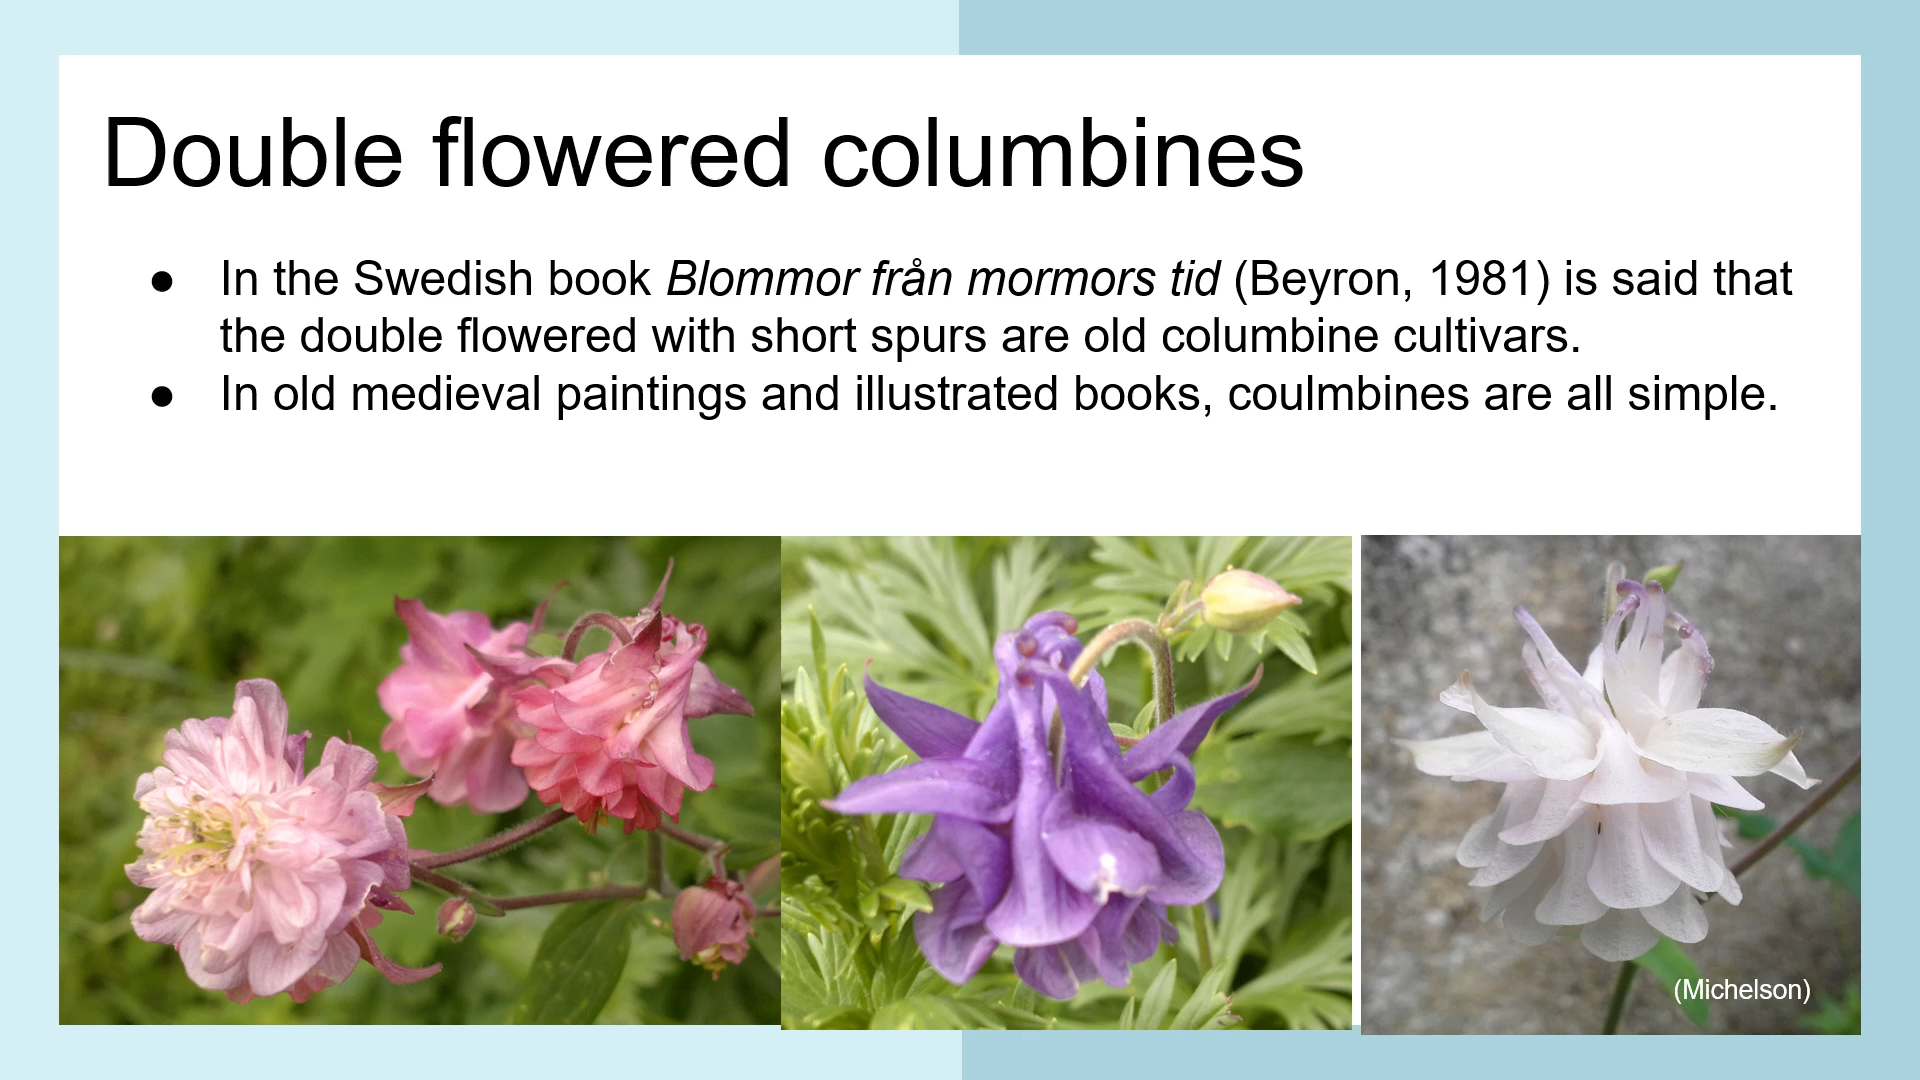 Double flowered columbines
● In the Swedish book Blommor från mormors tid (Beyron, 1981) is said that
the double flowered with short spurs are old columbine cultivars.
● In old medieval paintings and illustrated books, coulmbines are all simple.
(Michelson)